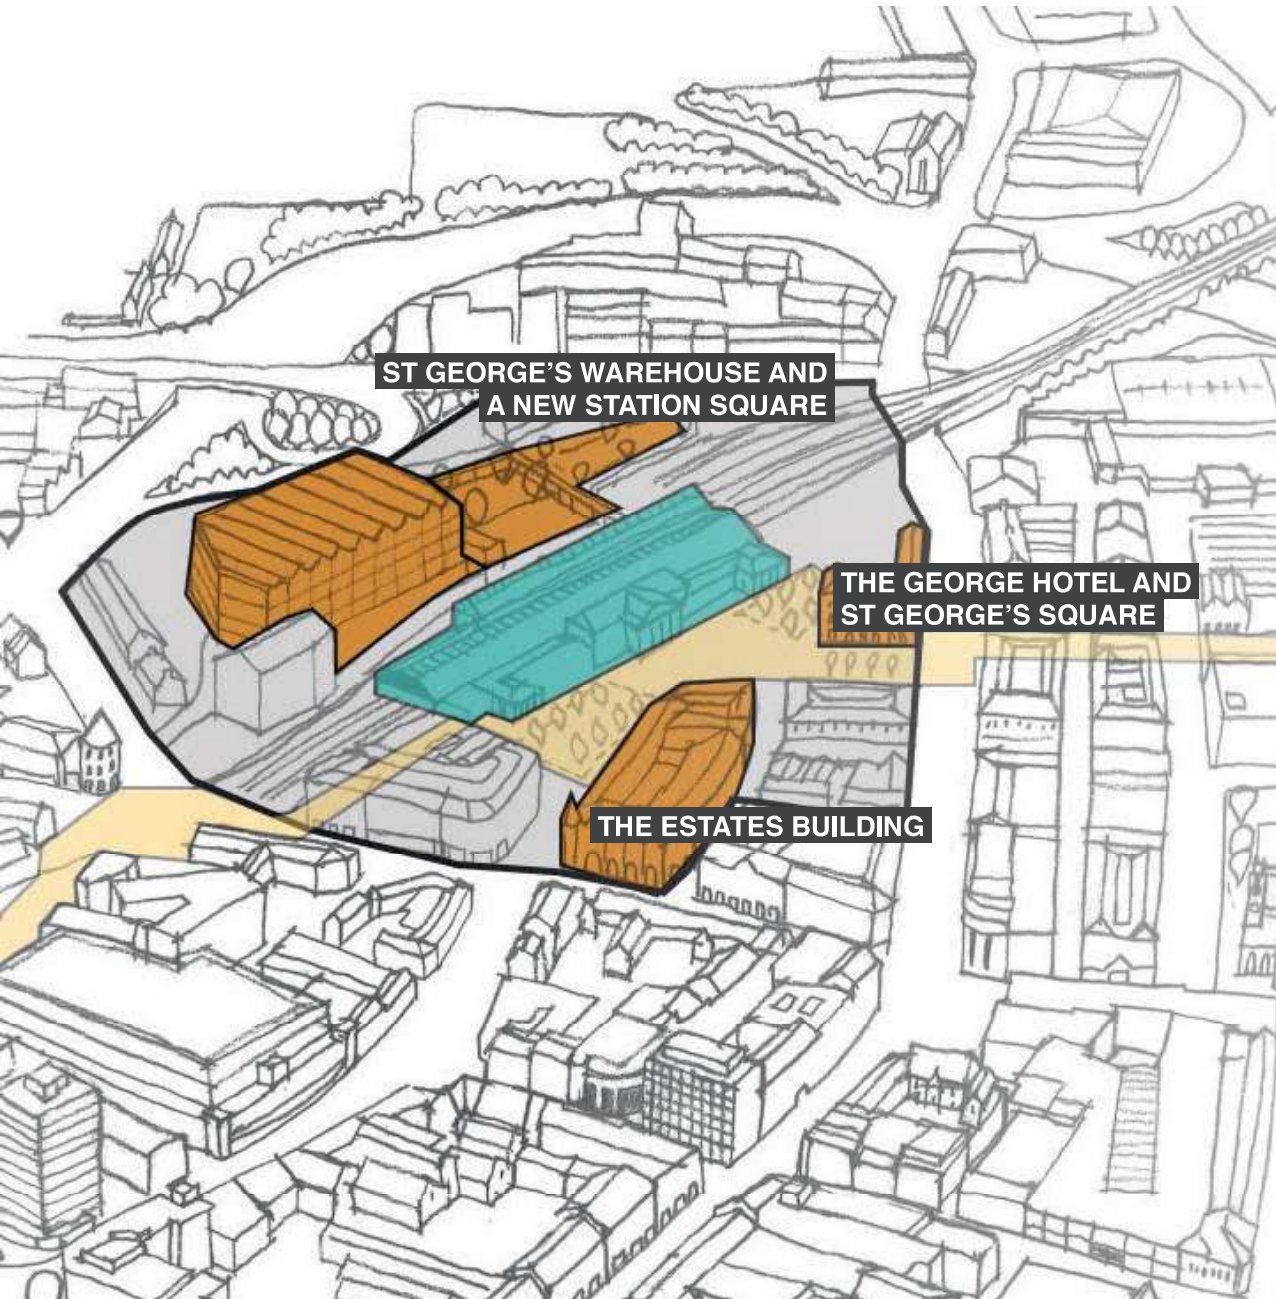 ST GEORGE'S WAREHOUSE AND
A NEW STATION SQUARE
THE GEORGE HOTEL AND
ST GEORGE'S SQUARE
THE ESTATES BUILDING